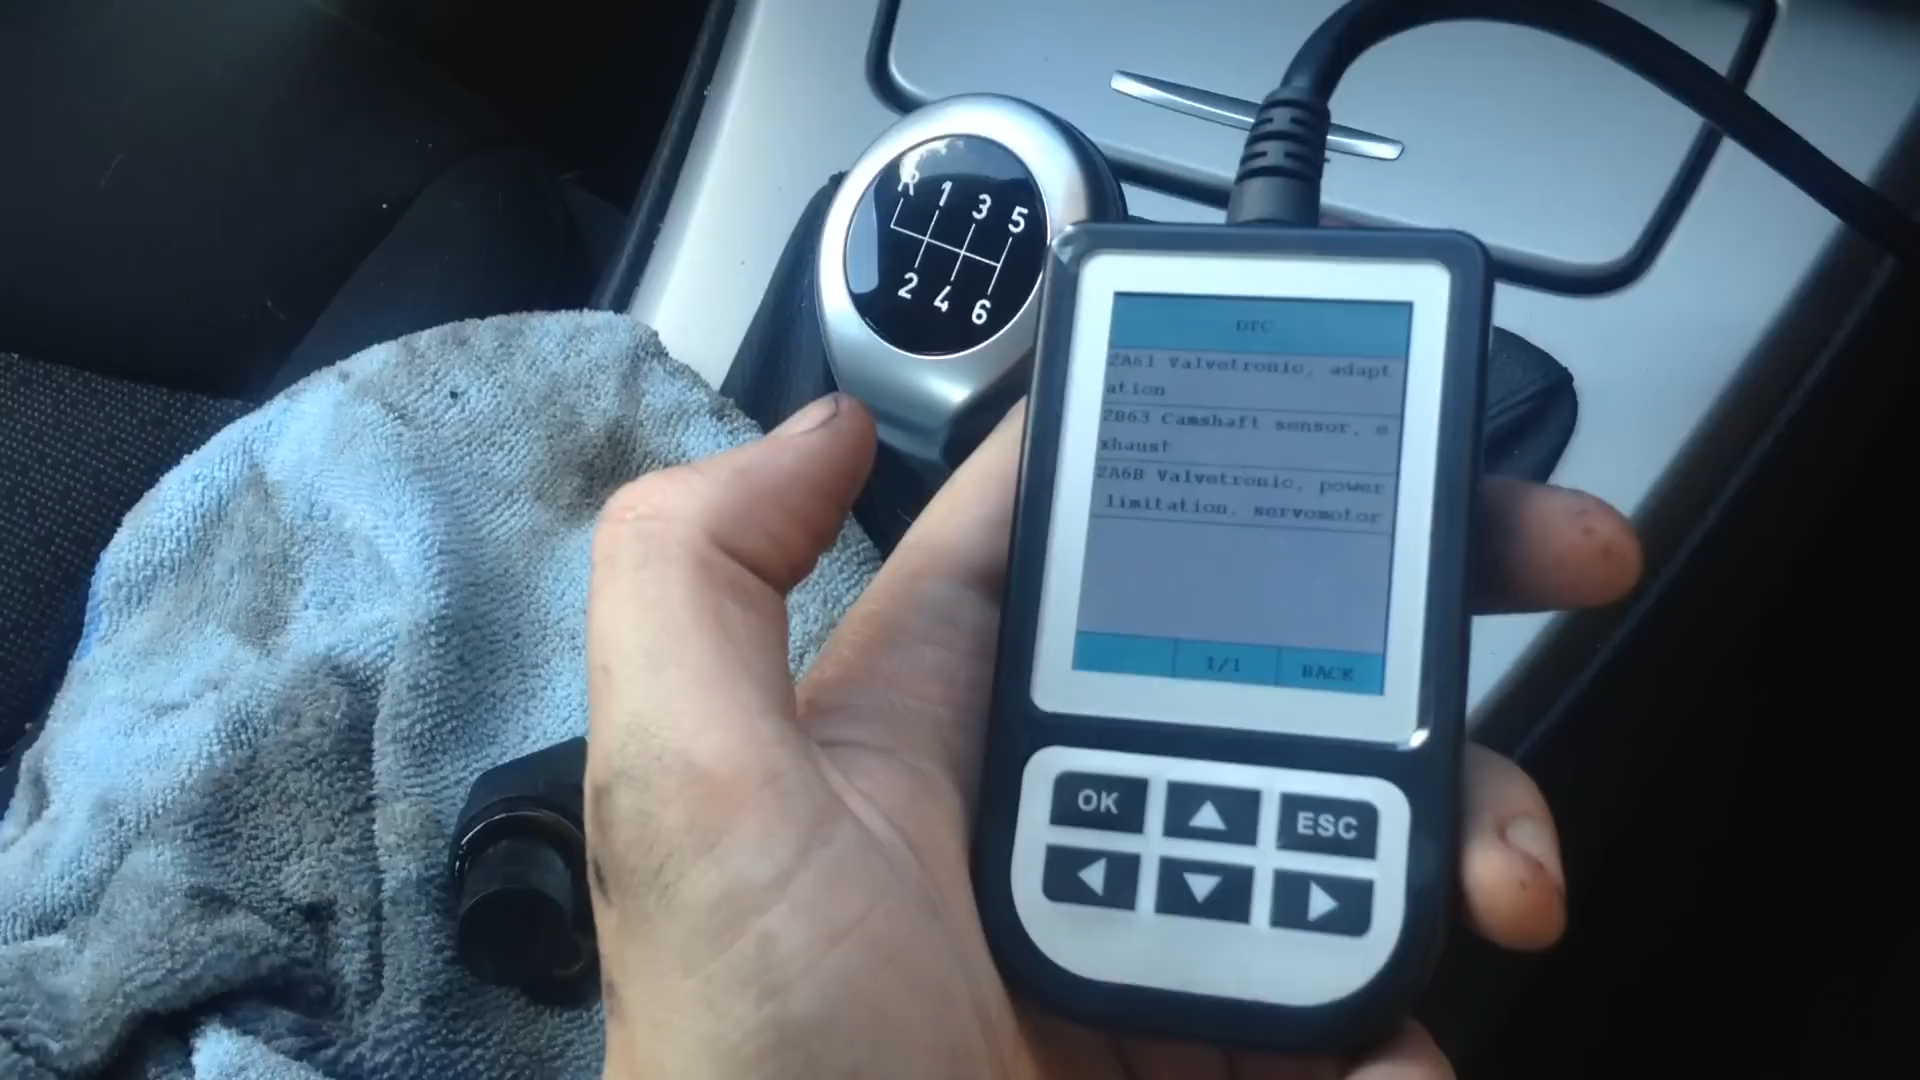 R 1 3 5
2 4 6
DTC
2A61 Valvetronic, adapt
ation
2B63 Camshaft sensor, e
xhaust
2A6B Valvetronic, power
limitation, servomotor
1/1 BACK
OK ESC